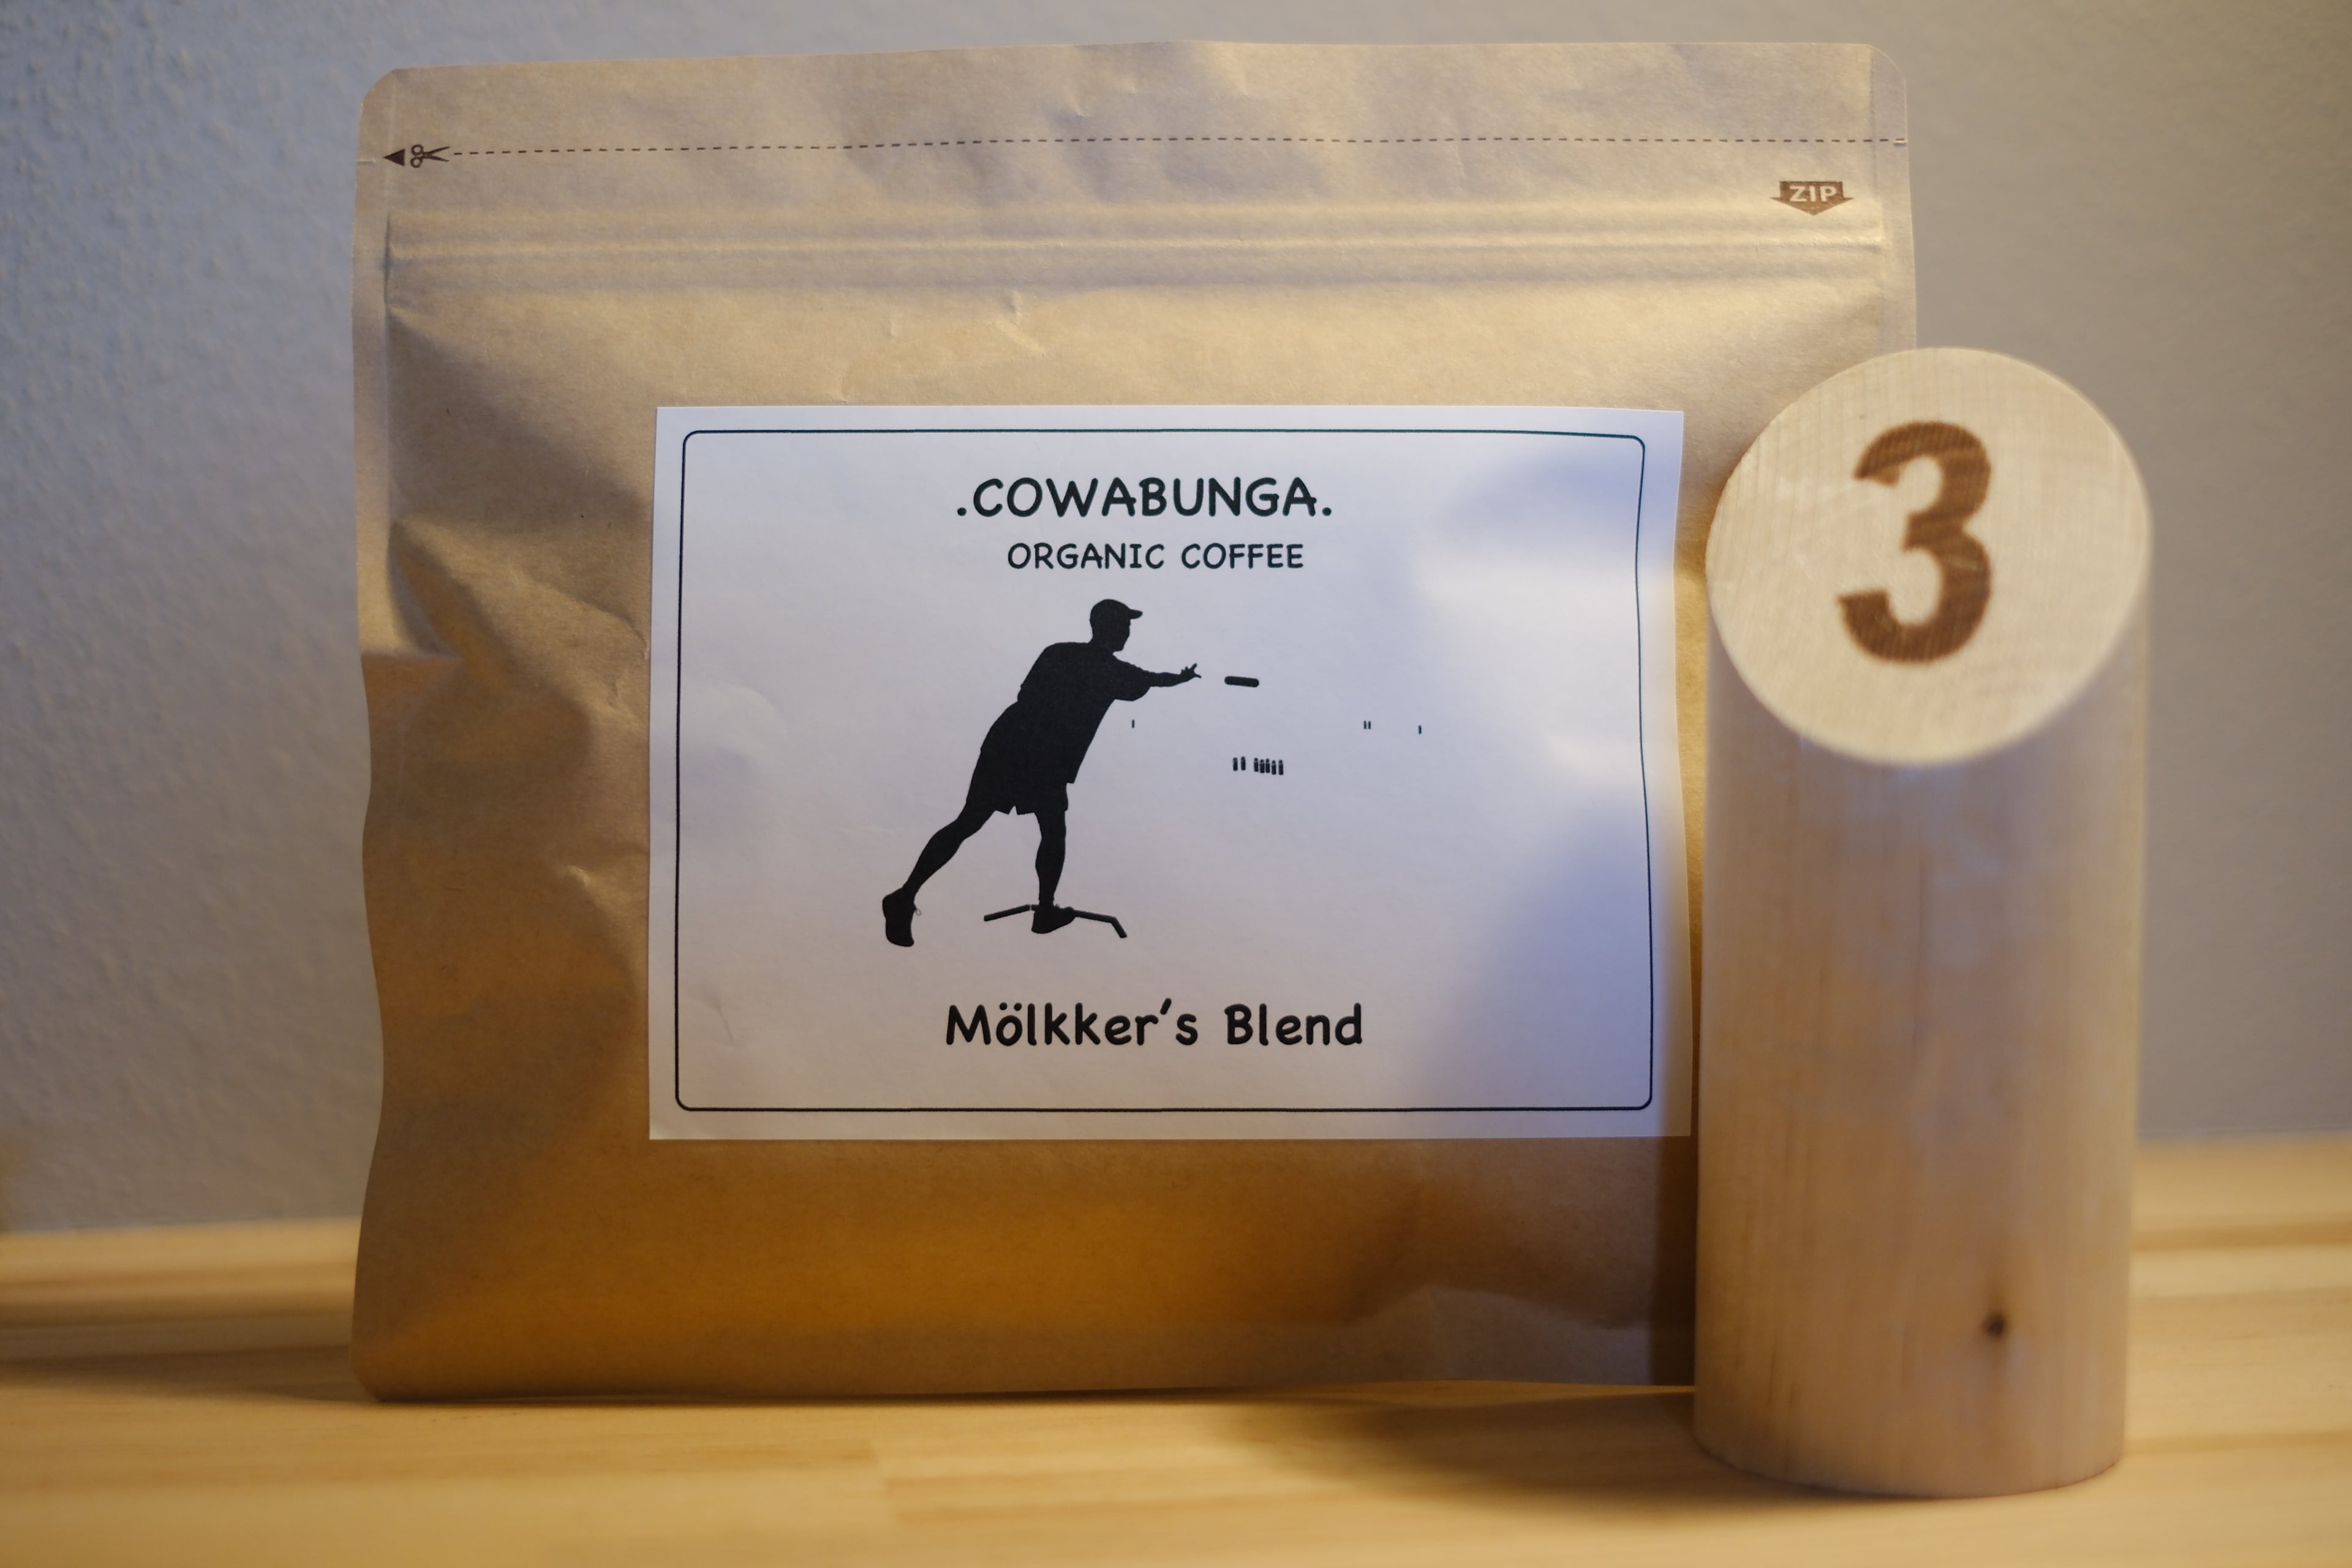 ZIP
.COWABUNGA.
ORGANIC COFFEE
Mölkker's Blend
3